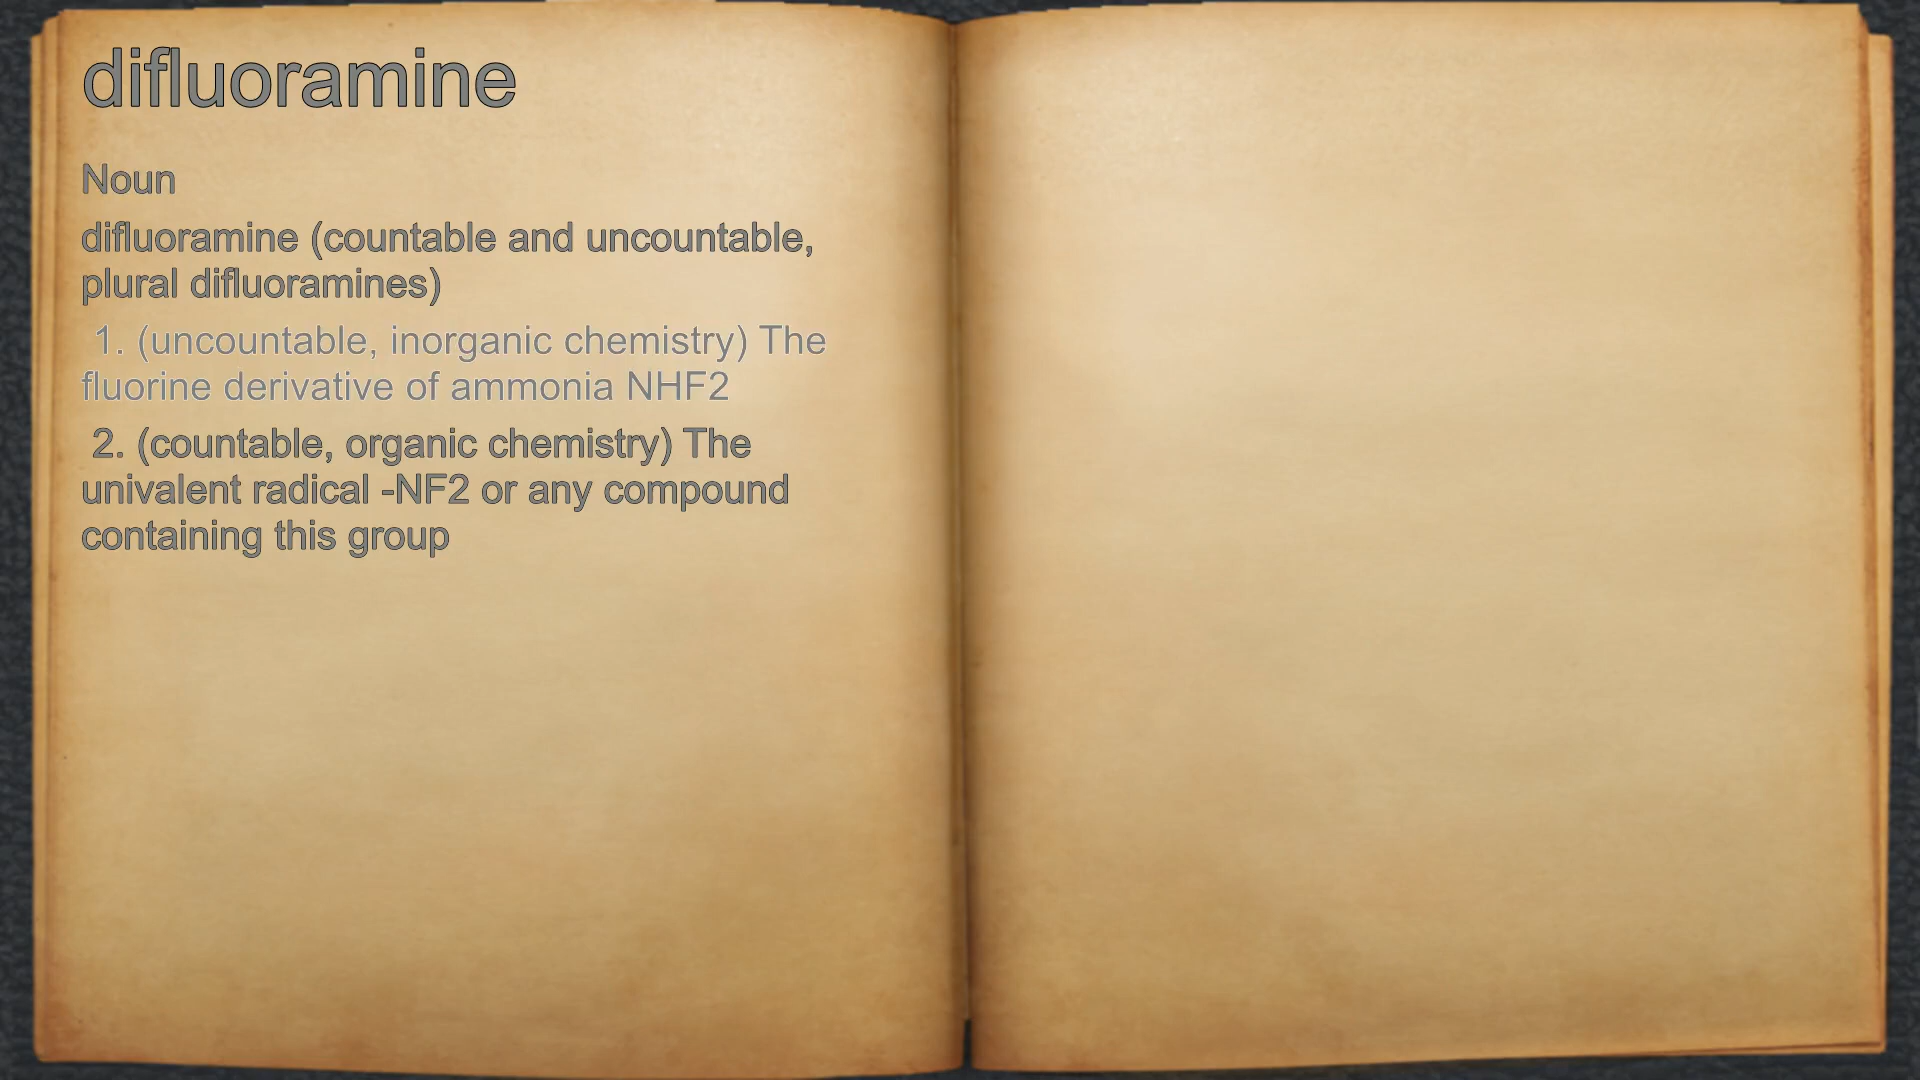 difluoramine
Noun
difluoramine (countable and uncountable,
plural difluoramines)
1. (uncountable, inorganic chemistry) The
fluorine derivative of ammonia NHF2
2. (countable, organic chemistry) The
univalent radical -NF2 or any compound
containing this group